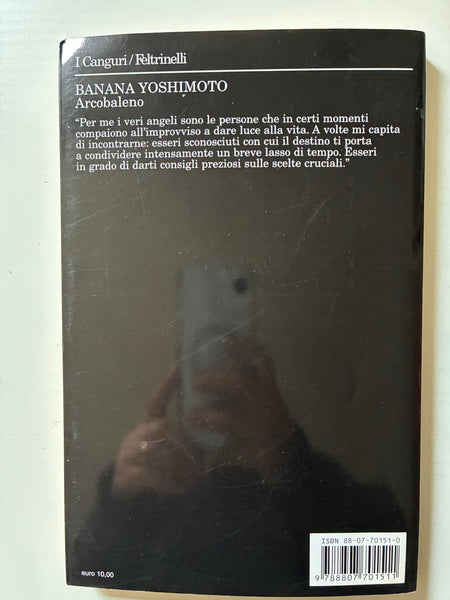 I Canguri/Feltrinelli
BANANA YOSHIMOTO
Arcobaleno
“Per me i veri angeli sono le persone che in certi momenti
compaiono all’improvviso a dare luce alla vita. A volte mi capita
di incontrarne: esseri sconosciuti con cui il destino ti porta
a condividere intensamente un breve lasso di tempo. Esseri
in grado di darti consigli preziosi sulle scelte cruciali.”
ISBN 88-07-70151-0
9 788807 701511
euro 10,00